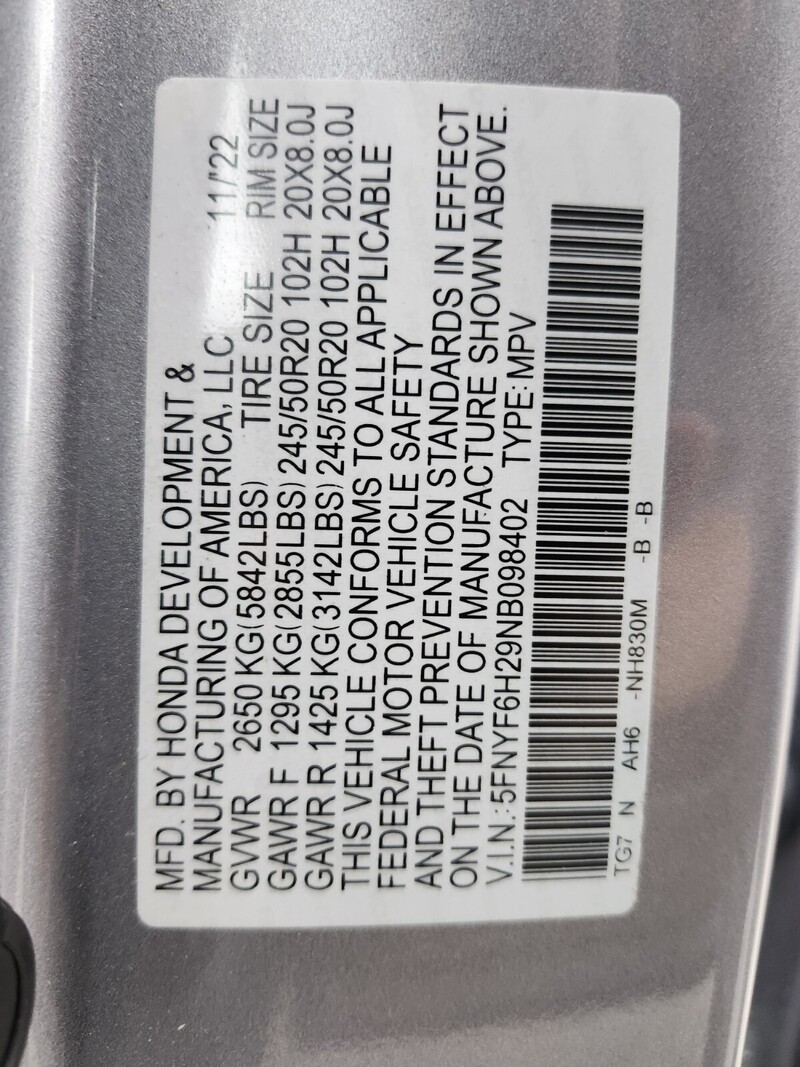 MFD. BY HONDA DEVELOPMENT &
MANUFACTURING OF AMERICA, LLC 11/'22
GVWR 2650 KG(5842LBS) TIRE SIZE RIM SIZE
GAWR F 1295 KG(2855LBS) 245/50R20 102H 20X8.0J
GAWR R 1425 KG(3142LBS) 245/50R20 102H 20X8.0J
THIS VEHICLE CONFORMS TO ALL APPLICABLE
FEDERAL MOTOR VEHICLE SAFETY
AND THEFT PREVENTION STANDARDS IN EFFECT
ON THE DATE OF MANUFACTURE SHOWN ABOVE.
V.I.N.:5FNYF6H29NB098402 TYPE: MPV
TG7 N AH6 -NH830M -B -B